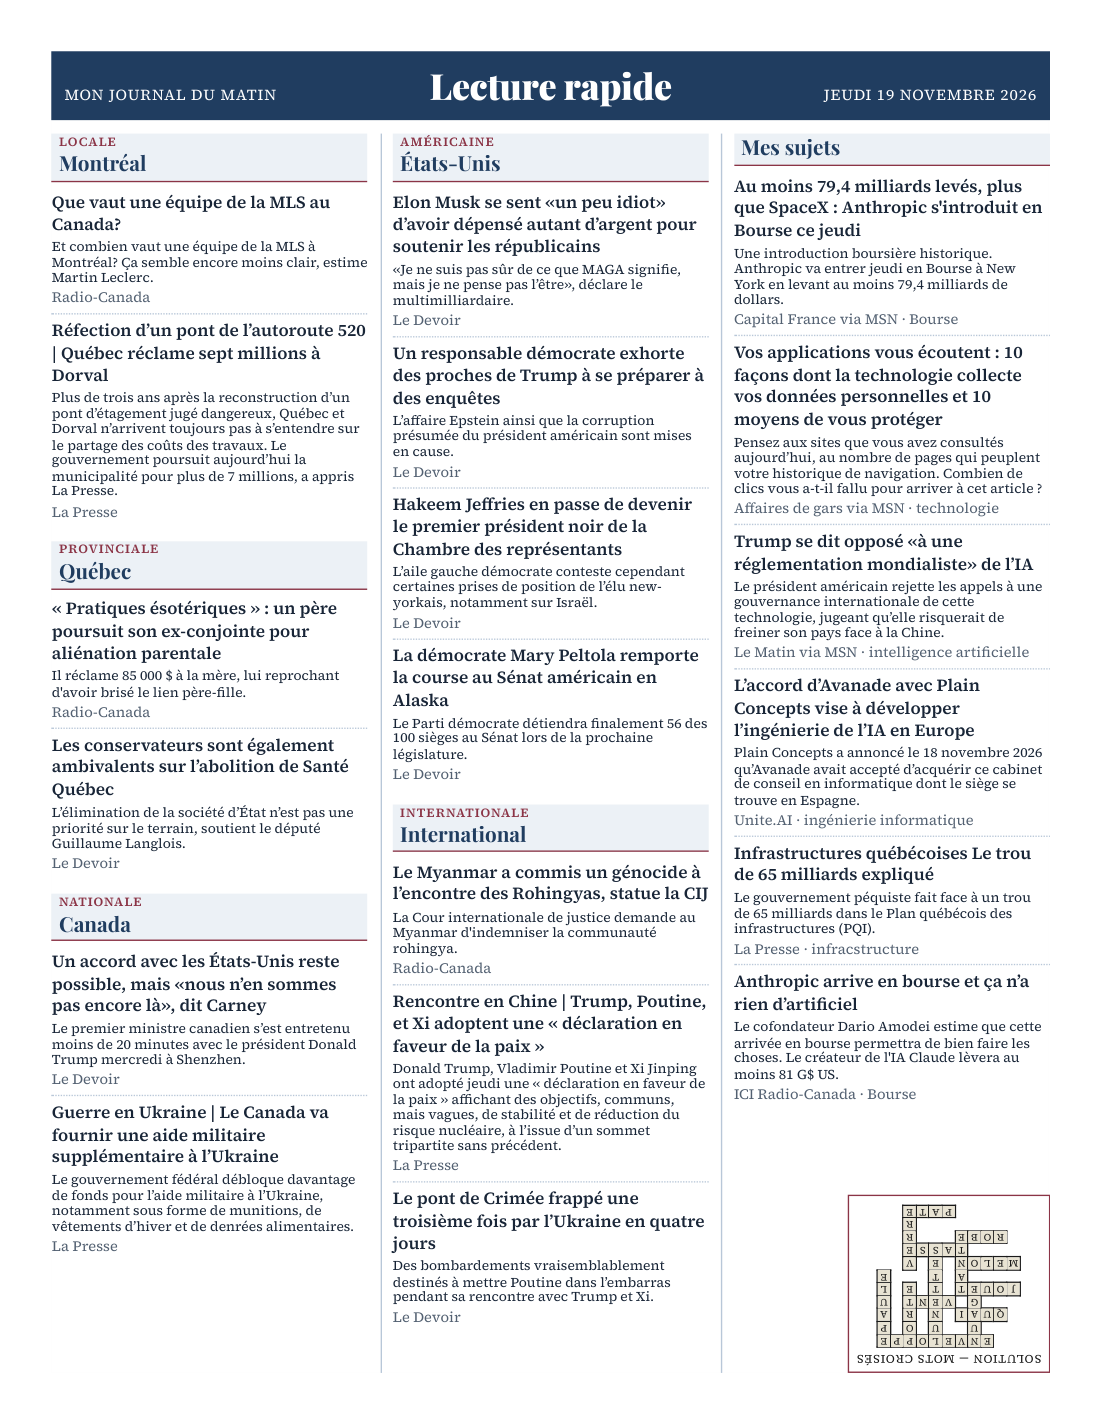 MON JOURNAL DU MATIN
Lecture rapide
JEUDI 19 NOVEMBRE 2026
LOCALE
Montréal
Que vaut une équipe de la MLS au
Canada?
Et combien vaut une équipe de la MLS à
Montréal? Ça semble encore moins clair, estime
Martin Leclerc.
Radio-Canada
Réfection d’un pont de l’autoroute 520
| Québec réclame sept millions à
Dorval
Plus de trois ans après la reconstruction d’un
pont d’étagement jugé dangereux, Québec et
Dorval n’arrivent toujours pas à s’entendre sur
le partage des coûts des travaux. Le
gouvernement poursuit aujourd’hui la
municipalité pour plus de 7 millions, a appris
La Presse.
La Presse
PROVINCIALE
Québec
« Pratiques ésotériques » : un père
poursuit son ex-conjointe pour
aliénation parentale
Il réclame 85 000 $ à la mère, lui reprochant
d'avoir brisé le lien père-fille.
Radio-Canada
Les conservateurs sont également
ambivalents sur l’abolition de Santé
Québec
L’élimination de la société d’État n’est pas une
priorité sur le terrain, soutient le député
Guillaume Langlois.
Le Devoir
NATIONALE
Canada
Un accord avec les États-Unis reste
possible, mais «nous n’en sommes
pas encore là», dit Carney
Le premier ministre canadien s’est entretenu
moins de 20 minutes avec le président Donald
Trump mercredi à Shenzhen.
Le Devoir
Guerre en Ukraine | Le Canada va
fournir une aide militaire
supplémentaire à l’Ukraine
Le gouvernement fédéral débloque davantage
de fonds pour l’aide militaire à l’Ukraine,
notamment sous forme de munitions, de
vêtements d’hiver et de denrées alimentaires.
La Presse
AMÉRICAINE
États-Unis
Elon Musk se sent «un peu idiot»
d’avoir dépensé autant d’argent pour
soutenir les républicains
«Je ne suis pas sûr de ce que MAGA signifie,
mais je ne pense pas l’être», déclare le
multimilliardaire.
Le Devoir
Un responsable démocrate exhorte
des proches de Trump à se préparer à
des enquêtes
L’affaire Epstein ainsi que la corruption
présumée du président américain sont mises
en cause.
Le Devoir
Hakeem Jeffries en passe de devenir
le premier président noir de la
Chambre des représentants
L’aile gauche démocrate conteste cependant
certaines prises de position de l’élu new-
yorkais, notamment sur Israël.
Le Devoir
La démocrate Mary Peltola remporte
la course au Sénat américain en
Alaska
Le Parti démocrate détiendra finalement 56 des
100 sièges au Sénat lors de la prochaine
législature.
Le Devoir
INTERNATIONALE
International
Le Myanmar a commis un génocide à
l’encontre des Rohingyas, statue la CIJ
La Cour internationale de justice demande au
Myanmar d'indemniser la communauté
rohingya.
Radio-Canada
Rencontre en Chine | Trump, Poutine,
et Xi adoptent une « déclaration en
faveur de la paix »
Donald Trump, Vladimir Poutine et Xi Jinping
ont adopté jeudi une « déclaration en faveur de
la paix » affichant des objectifs, communs,
mais vagues, de stabilité et de réduction du
risque nucléaire, à l’issue d’un sommet
tripartite sans précédent.
La Presse
Le pont de Crimée frappé une
troisième fois par l’Ukraine en quatre
jours
Des bombardements vraisemblablement
destinés à mettre Poutine dans l’embarras
pendant sa rencontre avec Trump et Xi.
Le Devoir
Mes sujets
Au moins 79,4 milliards levés, plus
que SpaceX : Anthropic s'introduit en
Bourse ce jeudi
Une introduction boursière historique.
Anthropic va entrer jeudi en Bourse à New
York en levant au moins 79,4 milliards de
dollars.
Capital France via MSN · Bourse
Vos applications vous écoutent : 10
façons dont la technologie collecte
vos données personnelles et 10
moyens de vous protéger
Pensez aux sites que vous avez consultés
aujourd’hui, au nombre de pages qui peuplent
votre historique de navigation. Combien de
clics vous a-t-il fallu pour arriver à cet article ?
Affaires de gars via MSN · technologie
Trump se dit opposé «à une
réglementation mondialiste» de l’IA
Le président américain rejette les appels à une
gouvernance internationale de cette
technologie, jugeant qu’elle risquerait de
freiner son pays face à la Chine.
Le Matin via MSN · intelligence artificielle
L’accord d’Avanade avec Plain
Concepts vise à développer
l’ingénierie de l’IA en Europe
Plain Concepts a annoncé le 18 novembre 2026
qu’Avanade avait accepté d’acquérir ce cabinet
de conseil en informatique dont le siège se
trouve en Espagne.
Unite.AI · ingénierie informatique
Infrastructures québécoises Le trou
de 65 milliards expliqué
Le gouvernement péquiste fait face à un trou
de 65 milliards dans le Plan québécois des
infrastructures (PQI).
La Presse · infracstructure
Anthropic arrive en bourse et ça n’a
rien d’artificiel
Le cofondateur Dario Amodei estime que cette
arrivée en bourse permettra de bien faire les
choses. Le créateur de l'IA Claude lèvera au
moins 81 G$ US.
ICI Radio-Canada · Bourse
SOLUTION — MOTS CROISÉS
ENVELOPPE
QUAI
VENTE
JOUET
MELON
TASSE
ROBE
PATE